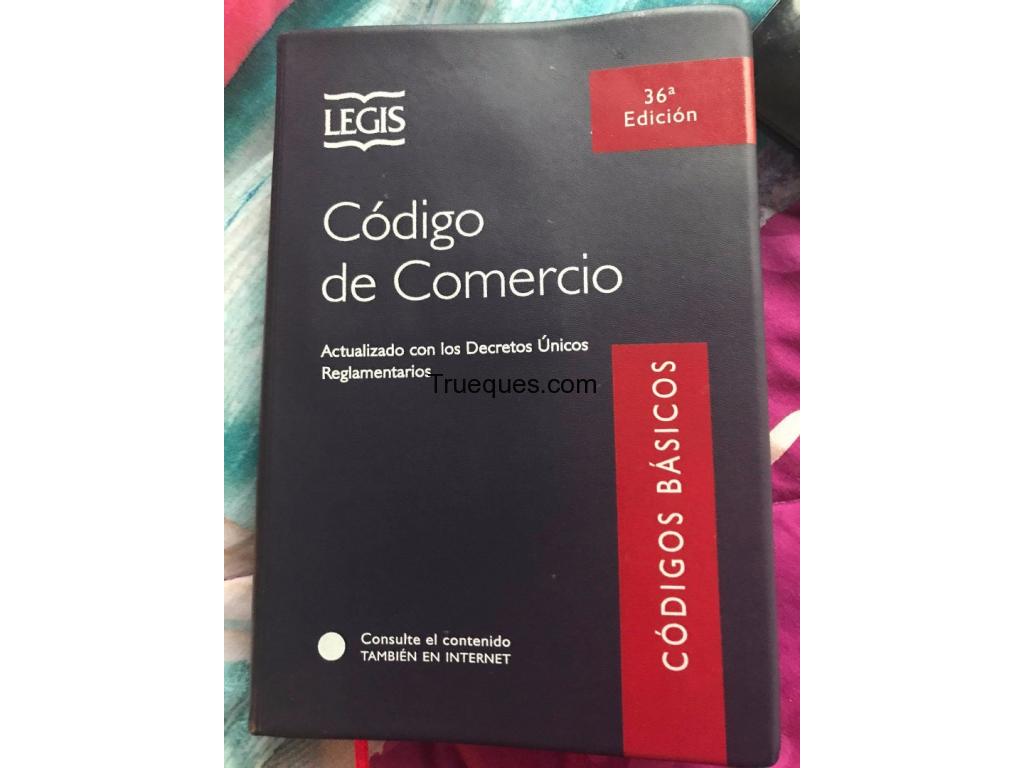 LEGIS
36ª
Edición
Código
de Comercio
Actualizado con los Decretos Únicos
Reglamentarios
Trueques.com
CÓDIGOS BÁSICOS
Consulte el contenido
TAMBIÉN EN INTERNET